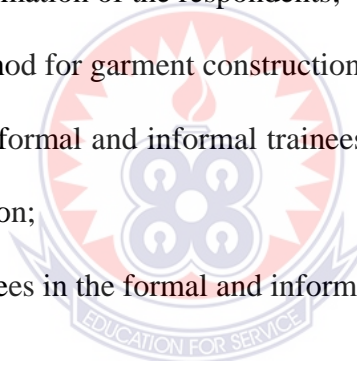 mation of the respondents;
nod for garment construction
formal and informal trainees
on;
ees in the formal and inform
EDUCATION FOR SERVICE